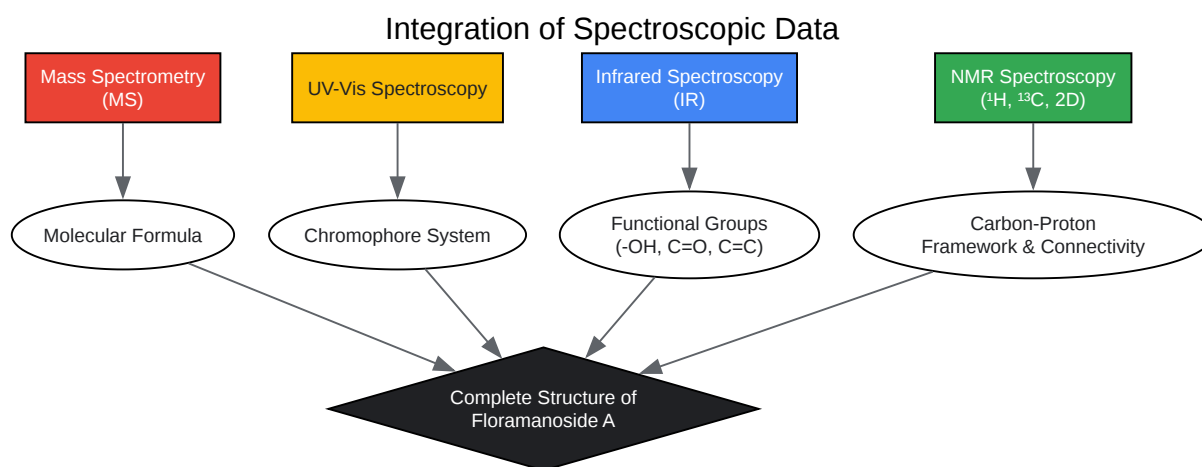 Integration of Spectroscopic Data
Mass Spectrometry
(MS)
UV-Vis Spectroscopy
Infrared Spectroscopy
(IR)
NMR Spectroscopy
(¹H, ¹³C, 2D)
Molecular Formula
Chromophore System
Functional Groups
(-OH, C=O, C=C)
Carbon-Proton
Framework & Connectivity
Complete Structure of
Floramanoside A